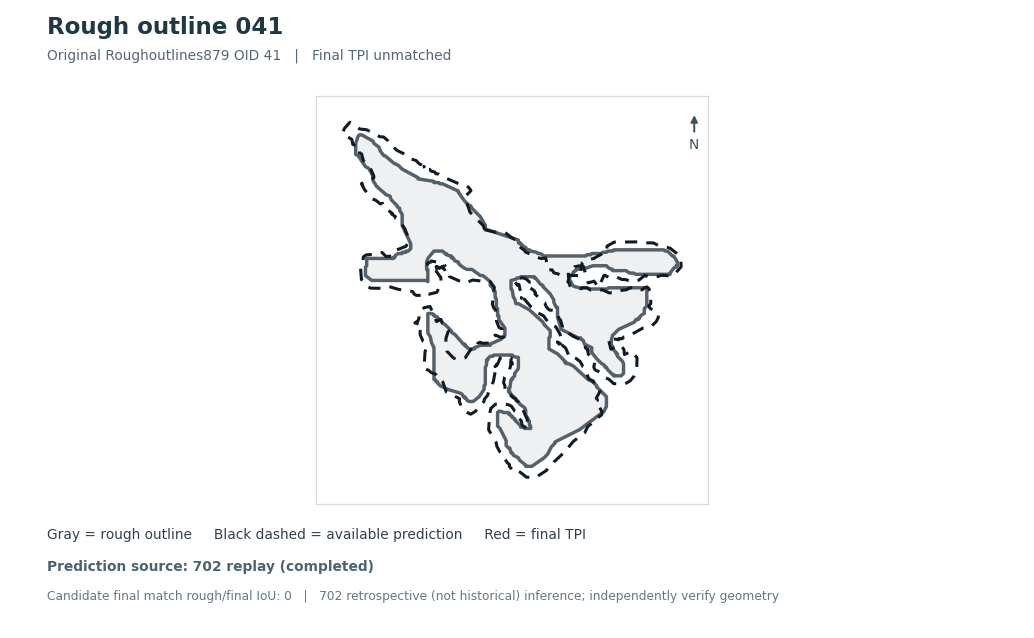 Rough outline 041
Original Roughoutlines879 OID 41   |   Final TPI unmatched
N
Gray = rough outline     Black dashed = available prediction     Red = final TPI
Prediction source: 702 replay (completed)
Candidate final match rough/final IoU: 0   |   702 retrospective (not historical) inference; independently verify geometry